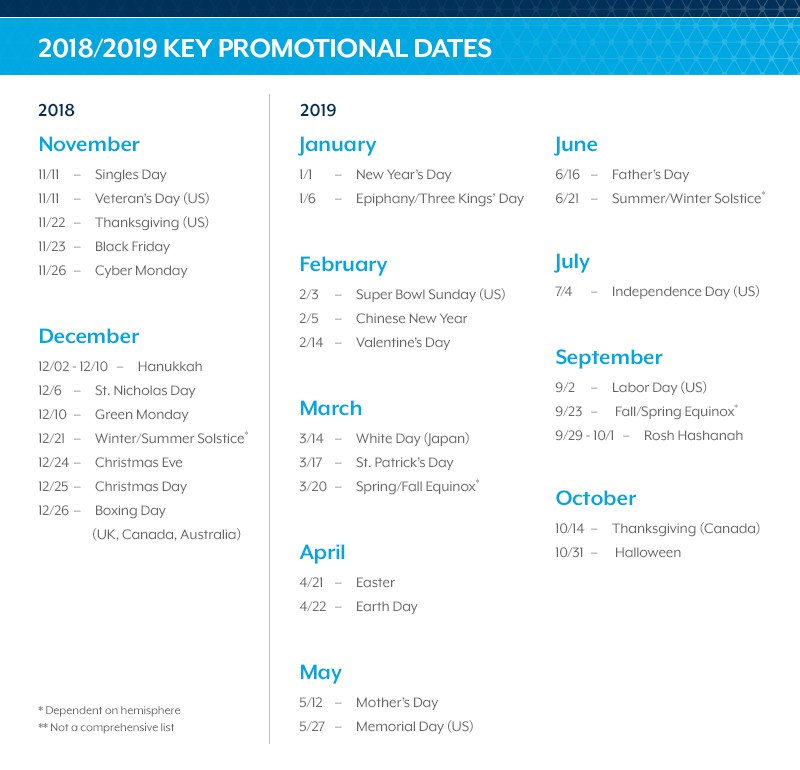 2018/2019 KEY PROMOTIONAL DATES
2018
November
11/11 – Singles Day
11/11 – Veteran's Day (US)
11/22 – Thanksgiving (US)
11/23 – Black Friday
11/26 – Cyber Monday
December
12/02 - 12/10 – Hanukkah
12/6 – St. Nicholas Day
12/10 – Green Monday
12/21 – Winter/Summer Solstice*
12/24 – Christmas Eve
12/25 – Christmas Day
12/26 – Boxing Day
(UK, Canada, Australia)
* Dependent on hemisphere
** Not a comprehensive list
2019
January
1/1 – New Year's Day
1/6 – Epiphany/Three Kings' Day
February
2/3 – Super Bowl Sunday (US)
2/5 – Chinese New Year
2/14 – Valentine's Day
March
3/14 – White Day (Japan)
3/17 – St. Patrick's Day
3/20 – Spring/Fall Equinox*
April
4/21 – Easter
4/22 – Earth Day
May
5/12 – Mother's Day
5/27 – Memorial Day (US)
June
6/16 – Father's Day
6/21 – Summer/Winter Solstice*
July
7/4 – Independence Day (US)
September
9/2 – Labor Day (US)
9/23 – Fall/Spring Equinox*
9/29 - 10/1 – Rosh Hashanah
October
10/14 – Thanksgiving (Canada)
10/31 – Halloween